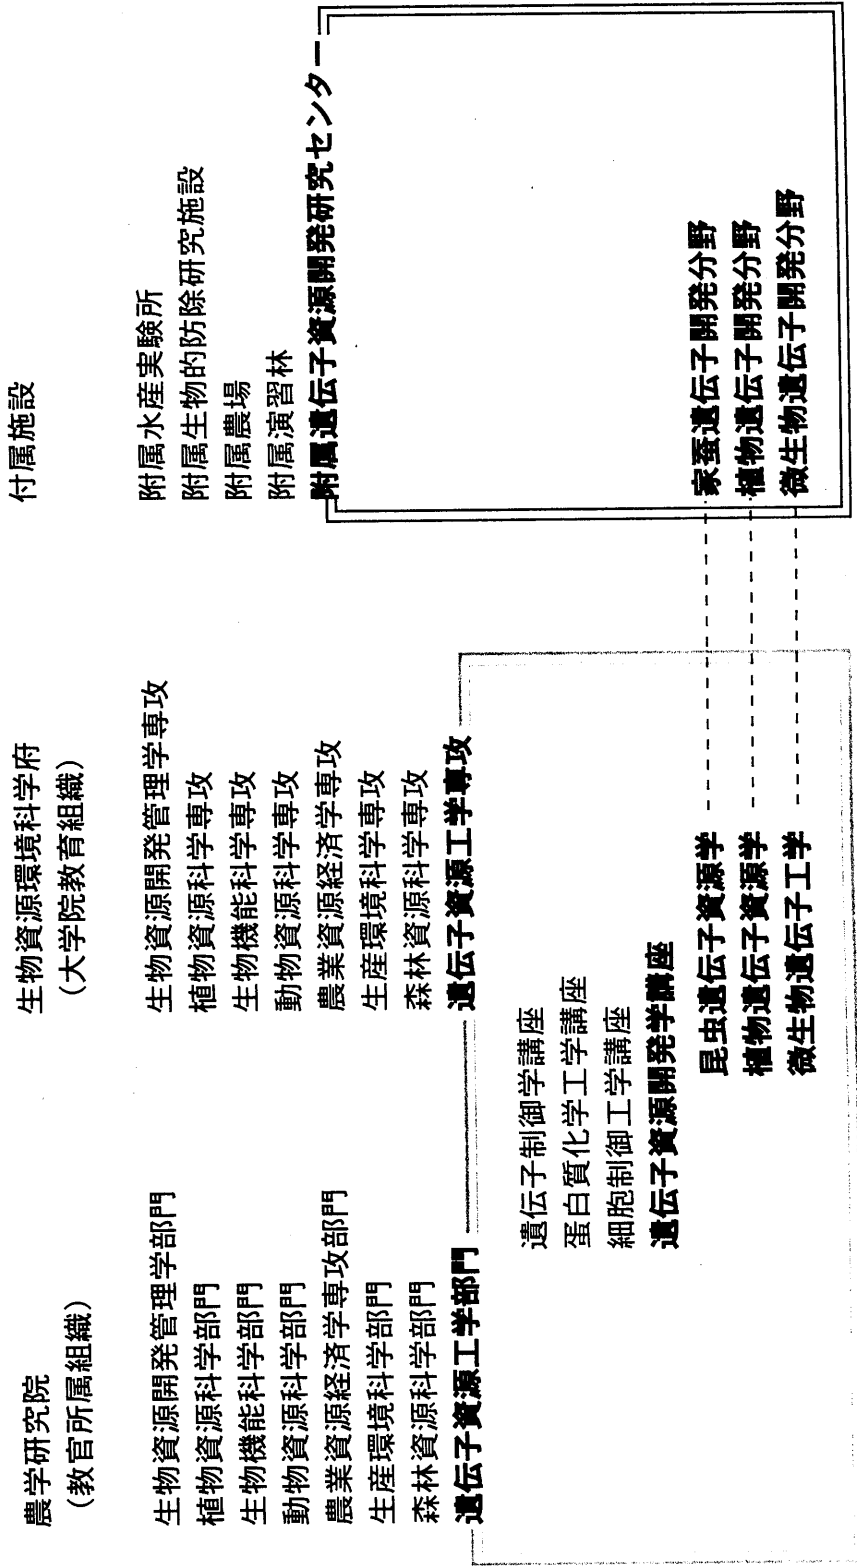 農学研究院
(教官所属組織)
生物資源開発管理学部門
植物資源科学部門
生物機能科学部門
動物資源科学部門
農業資源経済学専攻部門
生産環境科学部門
森林資源科学部門
遺伝子資源工学部門
生物資源環境科学府
(大学院教育組織)
生物資源開発管理学専攻
植物資源科学専攻
生物機能科学専攻
動物資源科学専攻
農業資源経済学専攻
生産環境科学専攻
森林資源科学専攻
遺伝子資源工学専攻
遺伝子制御学講座
蛋白質化学工学講座
細胞制御工学講座
遺伝子資源開発学講座
昆虫遺伝子資源学
植物遺伝子資源学
微生物遺伝子工学
付属施設
附属水産実験所
附属生物的防除研究施設
附属農場
附属演習林
附属遺伝子資源開発研究センター
家蚕遺伝子開発分野
植物遺伝子開発分野
微生物遺伝子開発分野